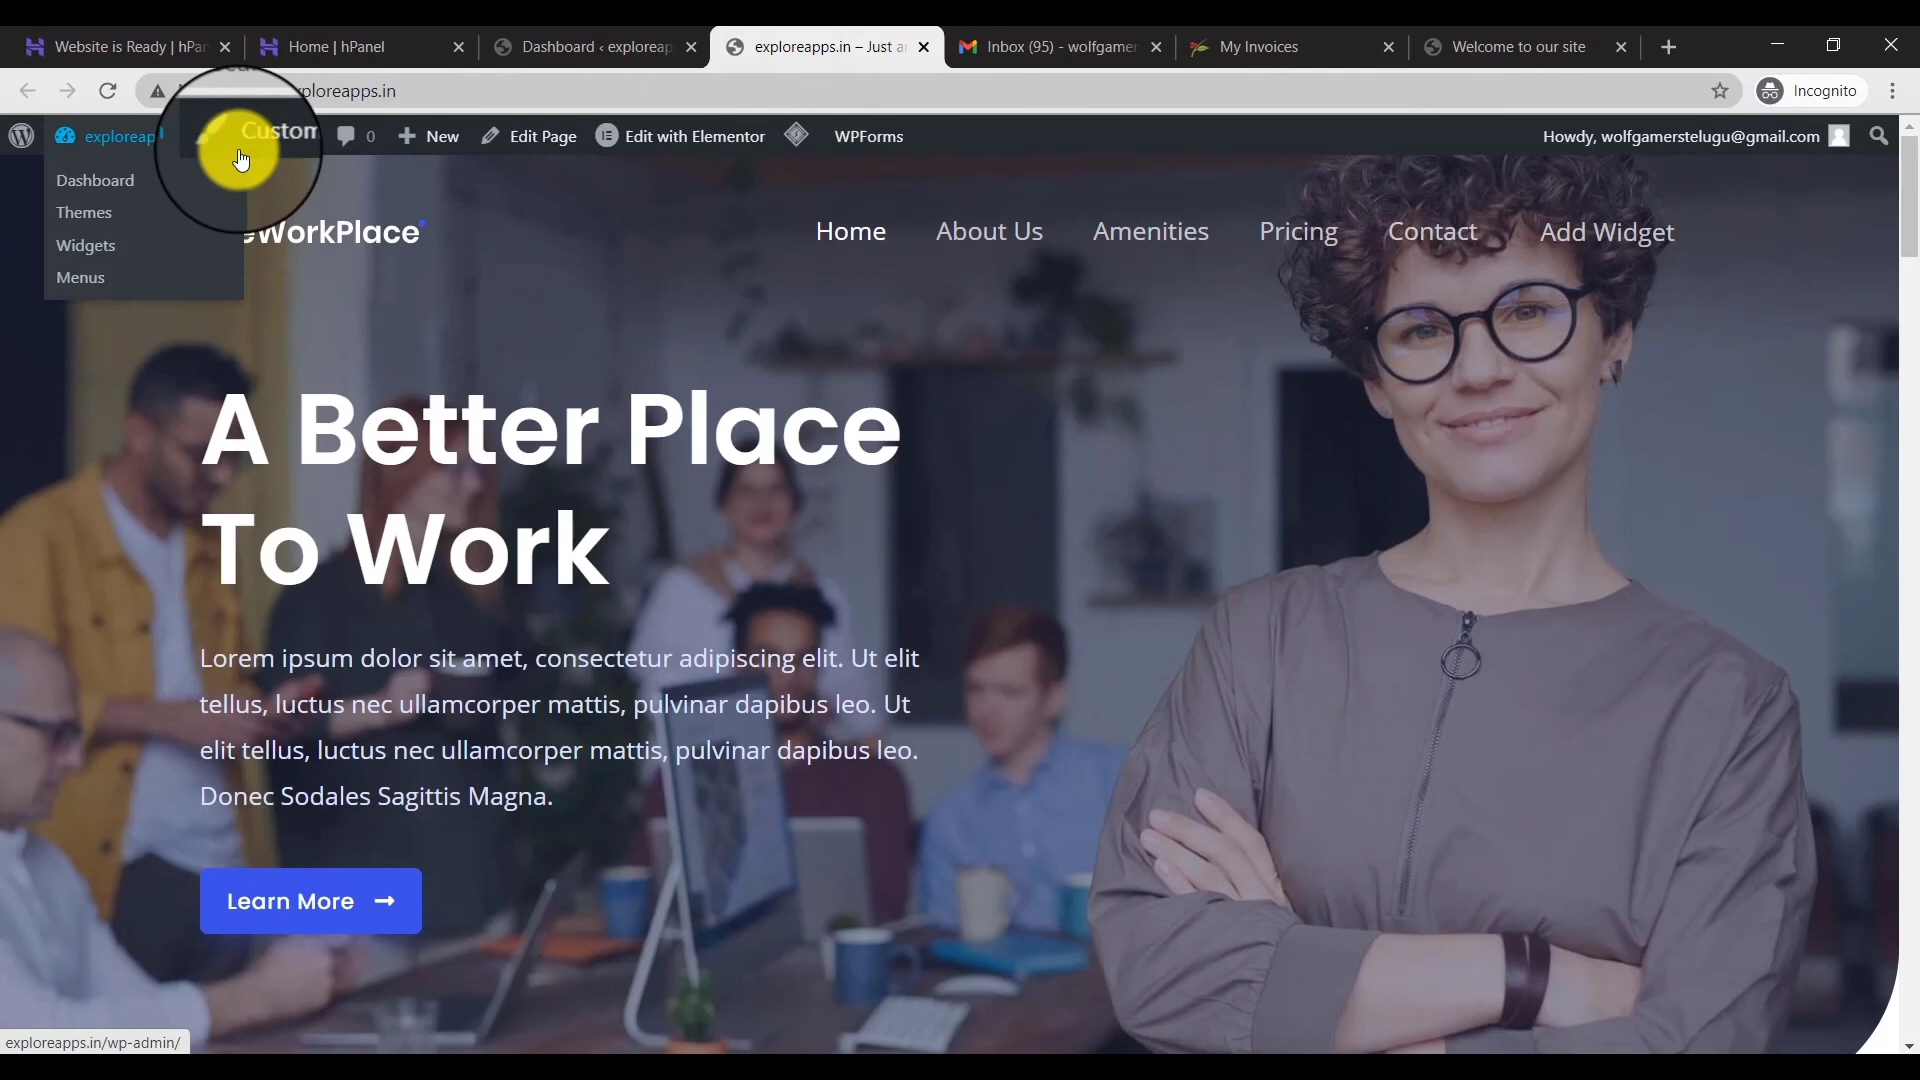 Website is Ready | hPan
Home | hPanel
Dashboard ‹ exploreap
exploreapps.in – Just a
Inbox (95) - wolfgamer
My Invoices
Welcome to our site
ploreapps.in
Incognito
exploreap
Custom
0
New
Edit Page
Edit with Elementor
WPForms
Howdy, wolfgamerstelugu@gmail.com
Dashboard
Themes
Widgets
Menus
eWorkPlace
Home
About Us
Amenities
Pricing
Contact
Add Widget
A Better Place
To Work
Lorem ipsum dolor sit amet, consectetur adipiscing elit. Ut elit
tellus, luctus nec ullamcorper mattis, pulvinar dapibus leo. Ut
elit tellus, luctus nec ullamcorper mattis, pulvinar dapibus leo.
Donec Sodales Sagittis Magna.
Learn More →
exploreapps.in/wp-admin/